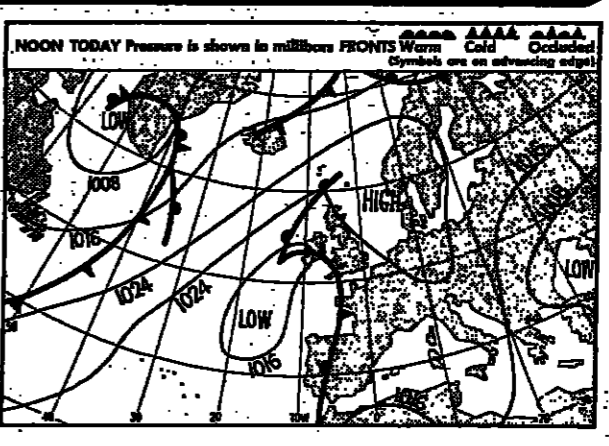 NOON TODAY Pressure is shown in millibars FRONTS Warm Cold Occluded
(Symbols are on advancing edge)
LOW
1008
HIGH
1016
LOW
1016
1024
1024
LOW
1016
40
30
20
10W
0°